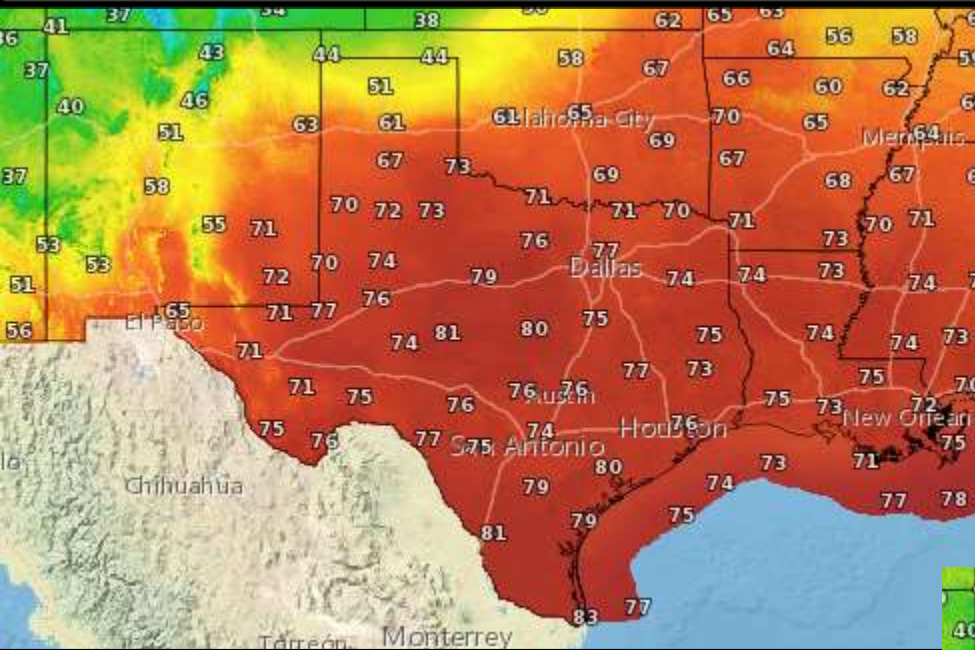 37 34 38 50 62 65 63
36 41 43 44 44 58 67 64 56 58 59
37 40 46 51 66 60 62
51 63 61 61 65 Oklahoma City 70 65 Memphis 64
37 58 67 73 69 69 67 68 67
55 71 70 72 73 71 71 70 71 70 71
53 53 72 70 74 76 77 73
51 79 Dallas 74 74 73 74
56 65 El Paso 71 77 76 75
71 74 81 80 75 74 74 73
71 75 76 76 76 Austin 77 73 75 70
75 76 77 75 San Antonio 74 Houston 76 75 73 New Orleans 72 75
Chihuahua 79 80 74 73 71 77 78
81 79 75
83 77 40
Torreón Monterrey